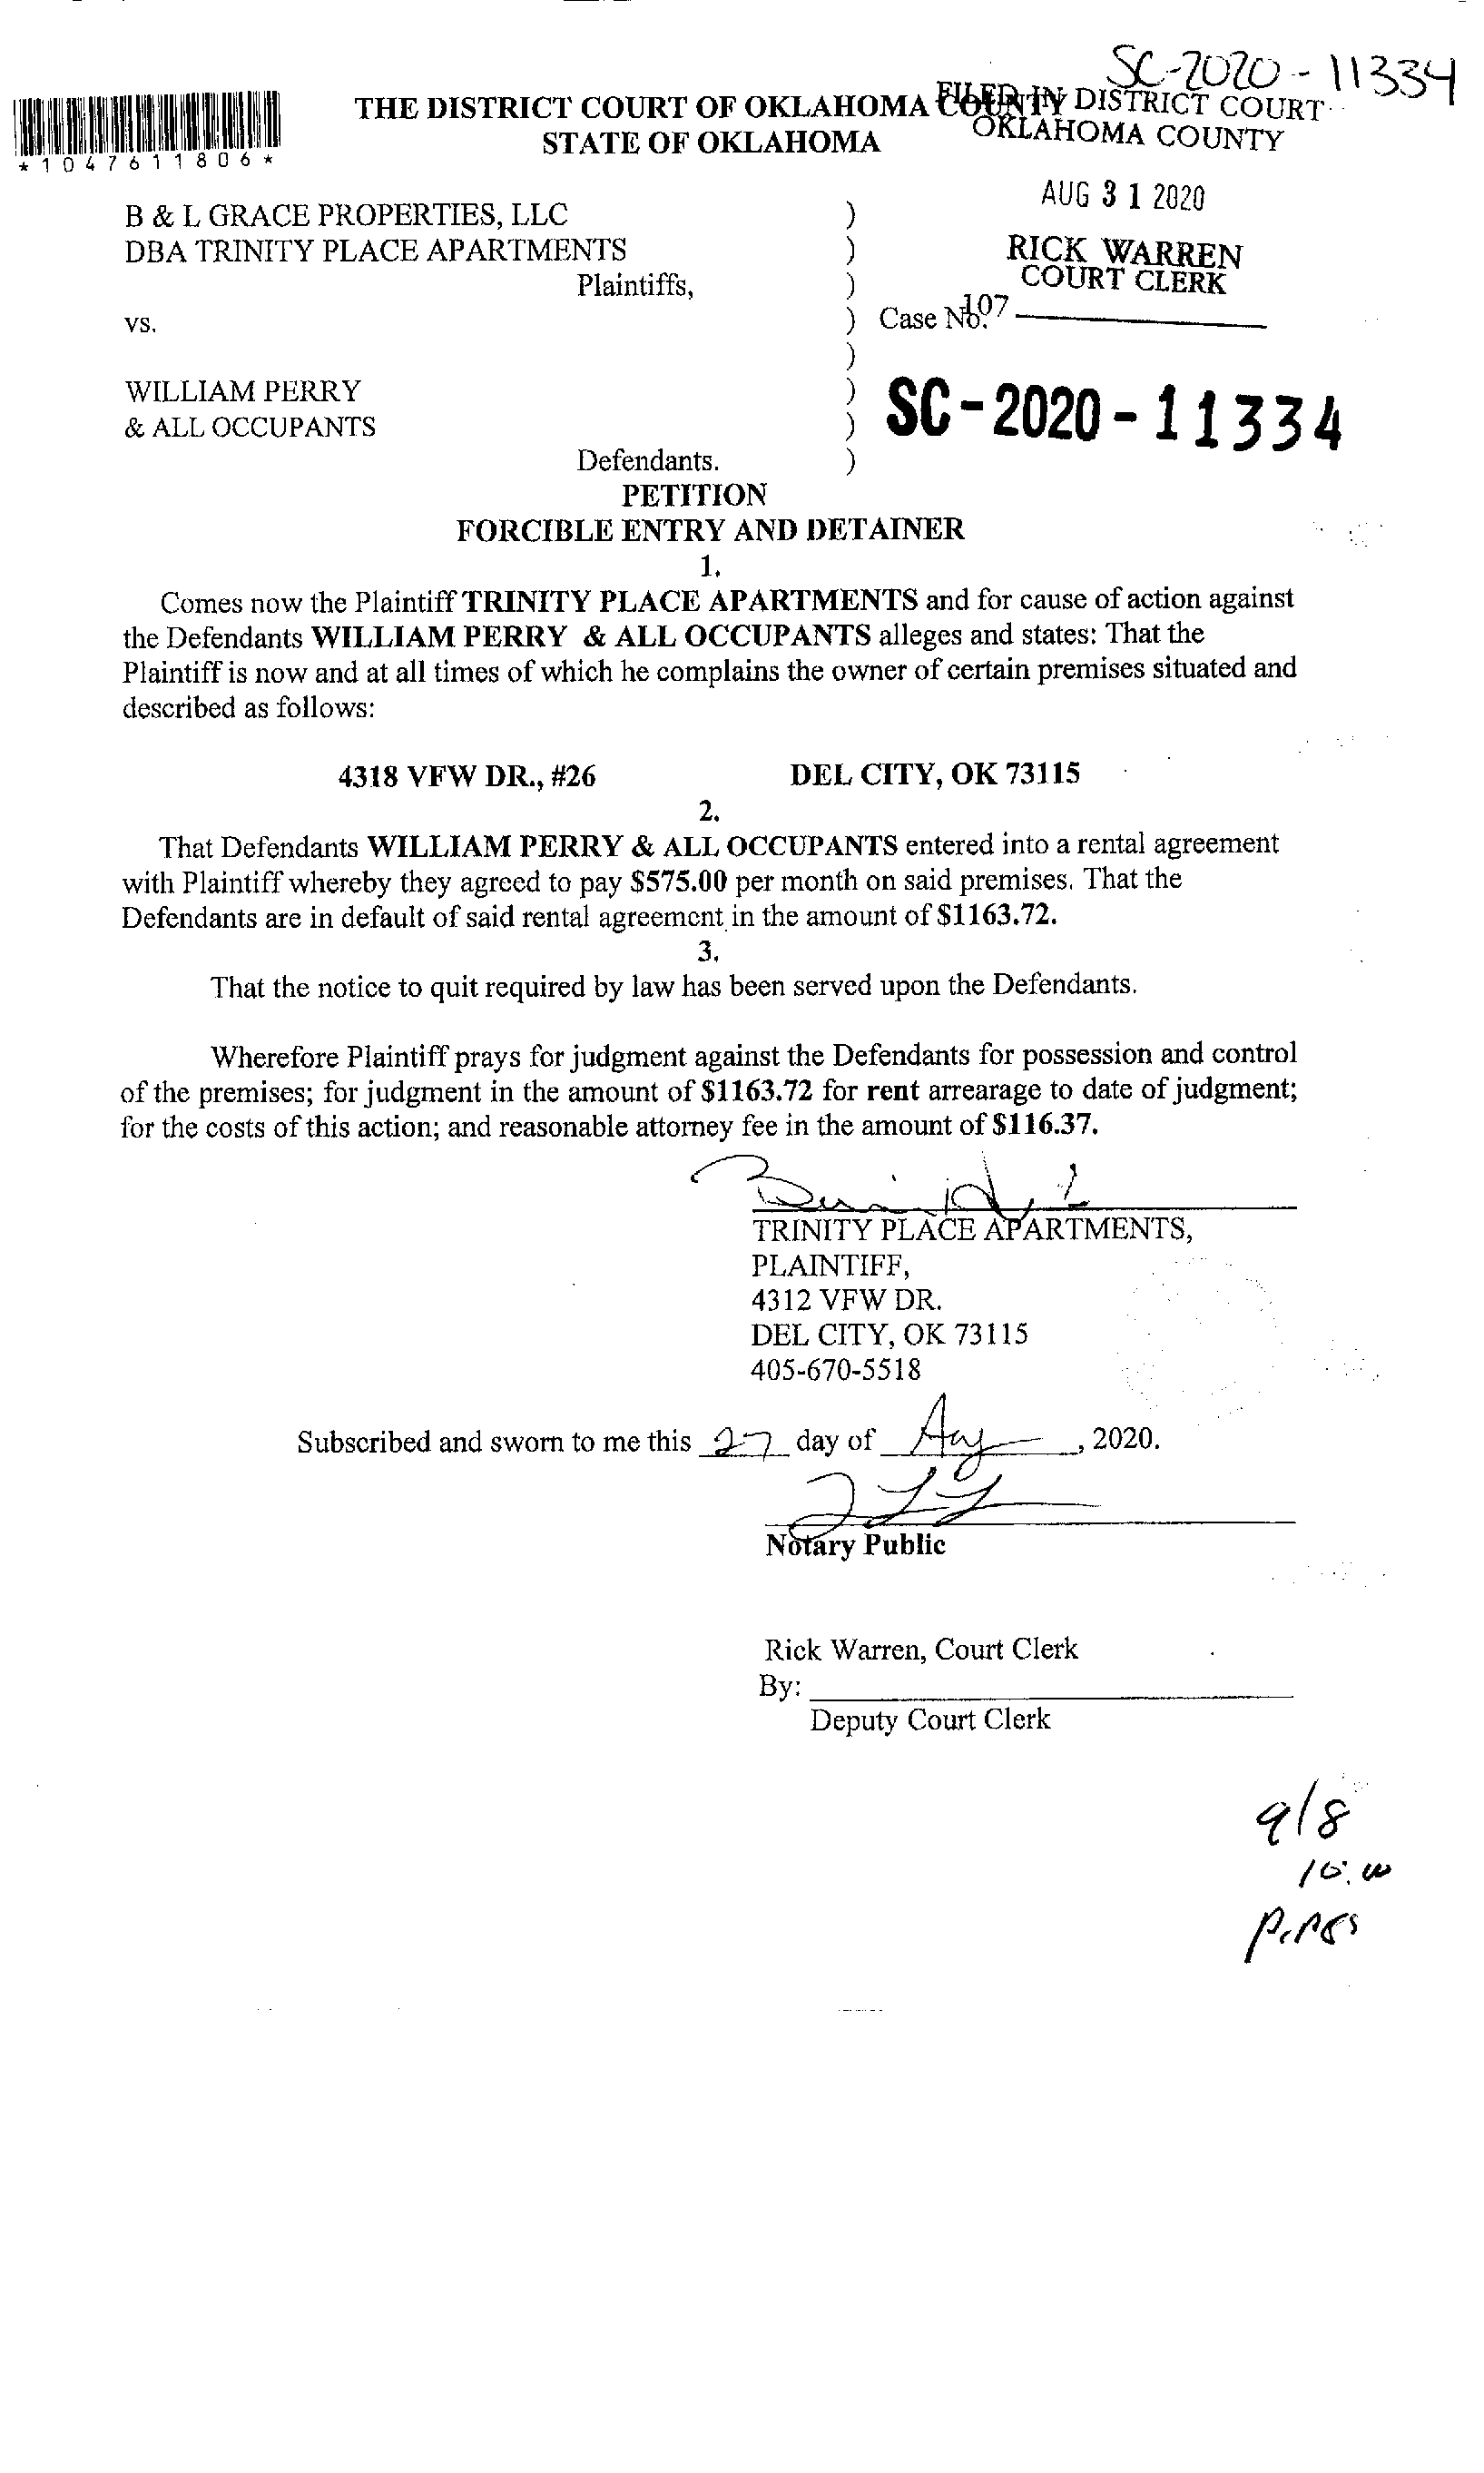 SC-2020-11334
THE DISTRICT COURT OF OKLAHOMA COUNTY
FILED IN DISTRICT COURT
STATE OF OKLAHOMA
OKLAHOMA COUNTY
*1047611806*
AUG 31 2020
B & L GRACE PROPERTIES, LLC )
DBA TRINITY PLACE APARTMENTS ) RICK WARREN
Plaintiffs, ) COURT CLERK
vs. ) Case No. 107
)
WILLIAM PERRY ) SC-2020-11334
& ALL OCCUPANTS )
Defendants. )
PETITION
FORCIBLE ENTRY AND DETAINER
1.
Comes now the Plaintiff TRINITY PLACE APARTMENTS and for cause of action against
the Defendants WILLIAM PERRY & ALL OCCUPANTS alleges and states: That the
Plaintiff is now and at all times of which he complains the owner of certain premises situated and
described as follows:
4318 VFW DR., #26 DEL CITY, OK 73115
2.
That Defendants WILLIAM PERRY & ALL OCCUPANTS entered into a rental agreement
with Plaintiff whereby they agreed to pay $575.00 per month on said premises. That the
Defendants are in default of said rental agreement in the amount of $1163.72.
3.
That the notice to quit required by law has been served upon the Defendants.
Wherefore Plaintiff prays for judgment against the Defendants for possession and control
of the premises; for judgment in the amount of $1163.72 for rent arrearage to date of judgment;
for the costs of this action; and reasonable attorney fee in the amount of $116.37.
TRINITY PLACE APARTMENTS,
PLAINTIFF,
4312 VFW DR.
DEL CITY, OK 73115
405-670-5518
Subscribed and sworn to me this 27 day of Aug, 2020.
Notary Public
Rick Warren, Court Clerk
By:
Deputy Court Clerk
9/8
10:00